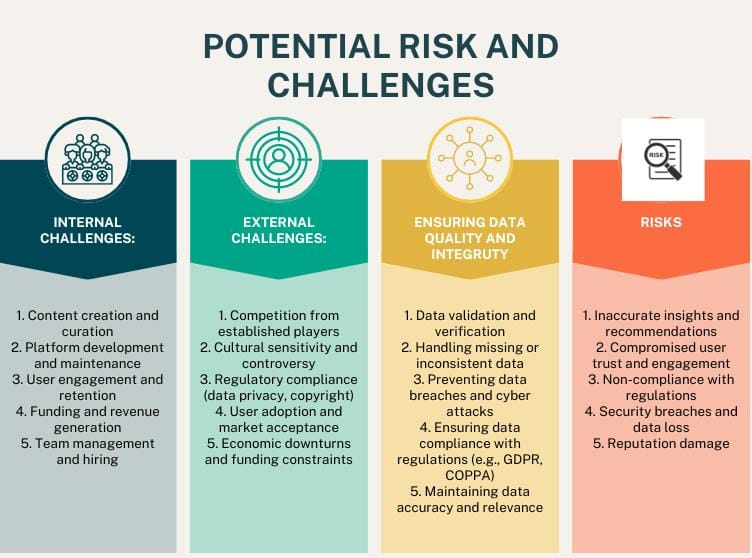 POTENTIAL RISK AND
CHALLENGES
INTERNAL
CHALLENGES:
1. Content creation and
curation
2. Platform development
and maintenance
3. User engagement and
retention
4. Funding and revenue
generation
5. Team management
and hiring
EXTERNAL
CHALLENGES:
1. Competition from
established players
2. Cultural sensitivity and
controversy
3. Regulatory compliance
(data privacy, copyright)
4. User adoption and
market acceptance
5. Economic downturns
and funding constraints
ENSURING DATA
QUALITY AND
INTEGRUTY
1. Data validation and
verification
2. Handling missing or
inconsistent data
3. Preventing data
breaches and cyber
attacks
4. Ensuring data
compliance with
regulations (e.g., GDPR,
COPPA)
5. Maintaining data
accuracy and relevance
RISK
RISKS
1. Inaccurate insights and
recommendations
2. Compromised user
trust and engagement
3. Non-compliance with
regulations
4. Security breaches and
data loss
5. Reputation damage